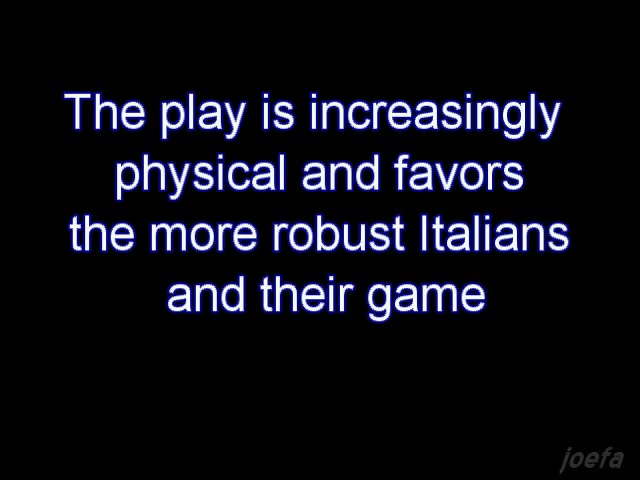 The play is increasingly
physical and favors
the more robust Italians
and their game
joefa